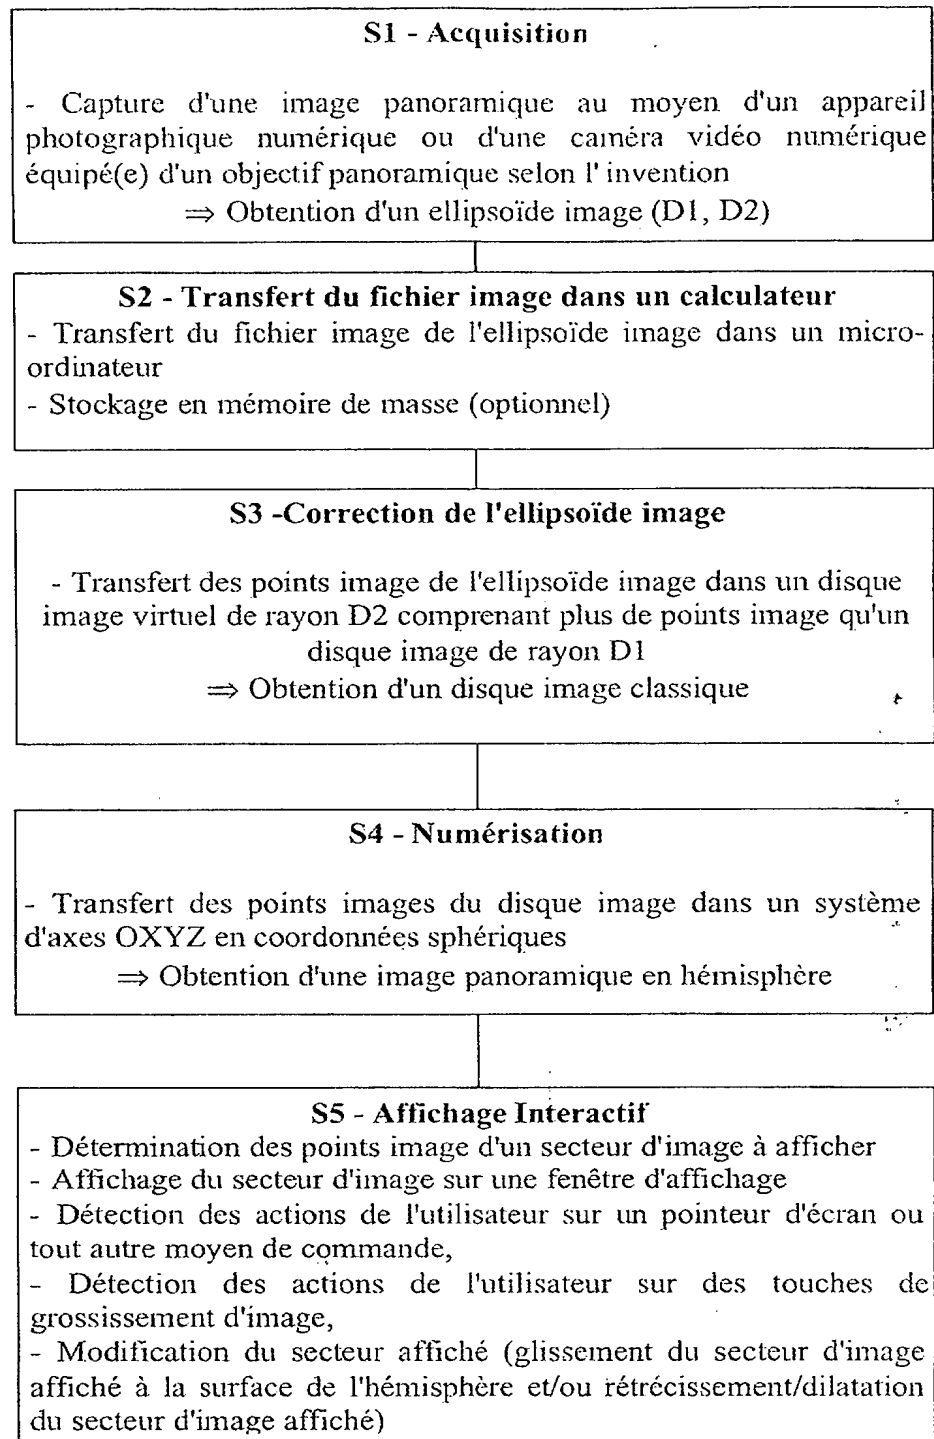 S1 - Acquisition
- Capture d'une image panoramique au moyen d'un appareil
photographique numérique ou d'une caméra vidéo numérique
équipé(e) d'un objectif panoramique selon l' invention
⇒ Obtention d'un ellipsoïde image (D1, D2)
S2 - Transfert du fichier image dans un calculateur
- Transfert du fichier image de l'ellipsoïde image dans un micro-
ordinateur
- Stockage en mémoire de masse (optionnel)
S3 -Correction de l'ellipsoïde image
- Transfert des points image de l'ellipsoïde image dans un disque
image virtuel de rayon D2 comprenant plus de points image qu'un
disque image de rayon D1
⇒ Obtention d'un disque image classique
S4 - Numérisation
- Transfert des points images du disque image dans un système
d'axes OXYZ en coordonnées sphériques
⇒ Obtention d'une image panoramique en hémisphère
S5 - Affichage Interactif
- Détermination des points image d'un secteur d'image à afficher
- Affichage du secteur d'image sur une fenêtre d'affichage
- Détection des actions de l'utilisateur sur un pointeur d'écran ou
tout autre moyen de commande,
- Détection des actions de l'utilisateur sur des touches de
grossissement d'image,
- Modification du secteur affiché (glissement du secteur d'image
affiché à la surface de l'hémisphère et/ou rétrécissement/dilatation
du secteur d'image affiché)